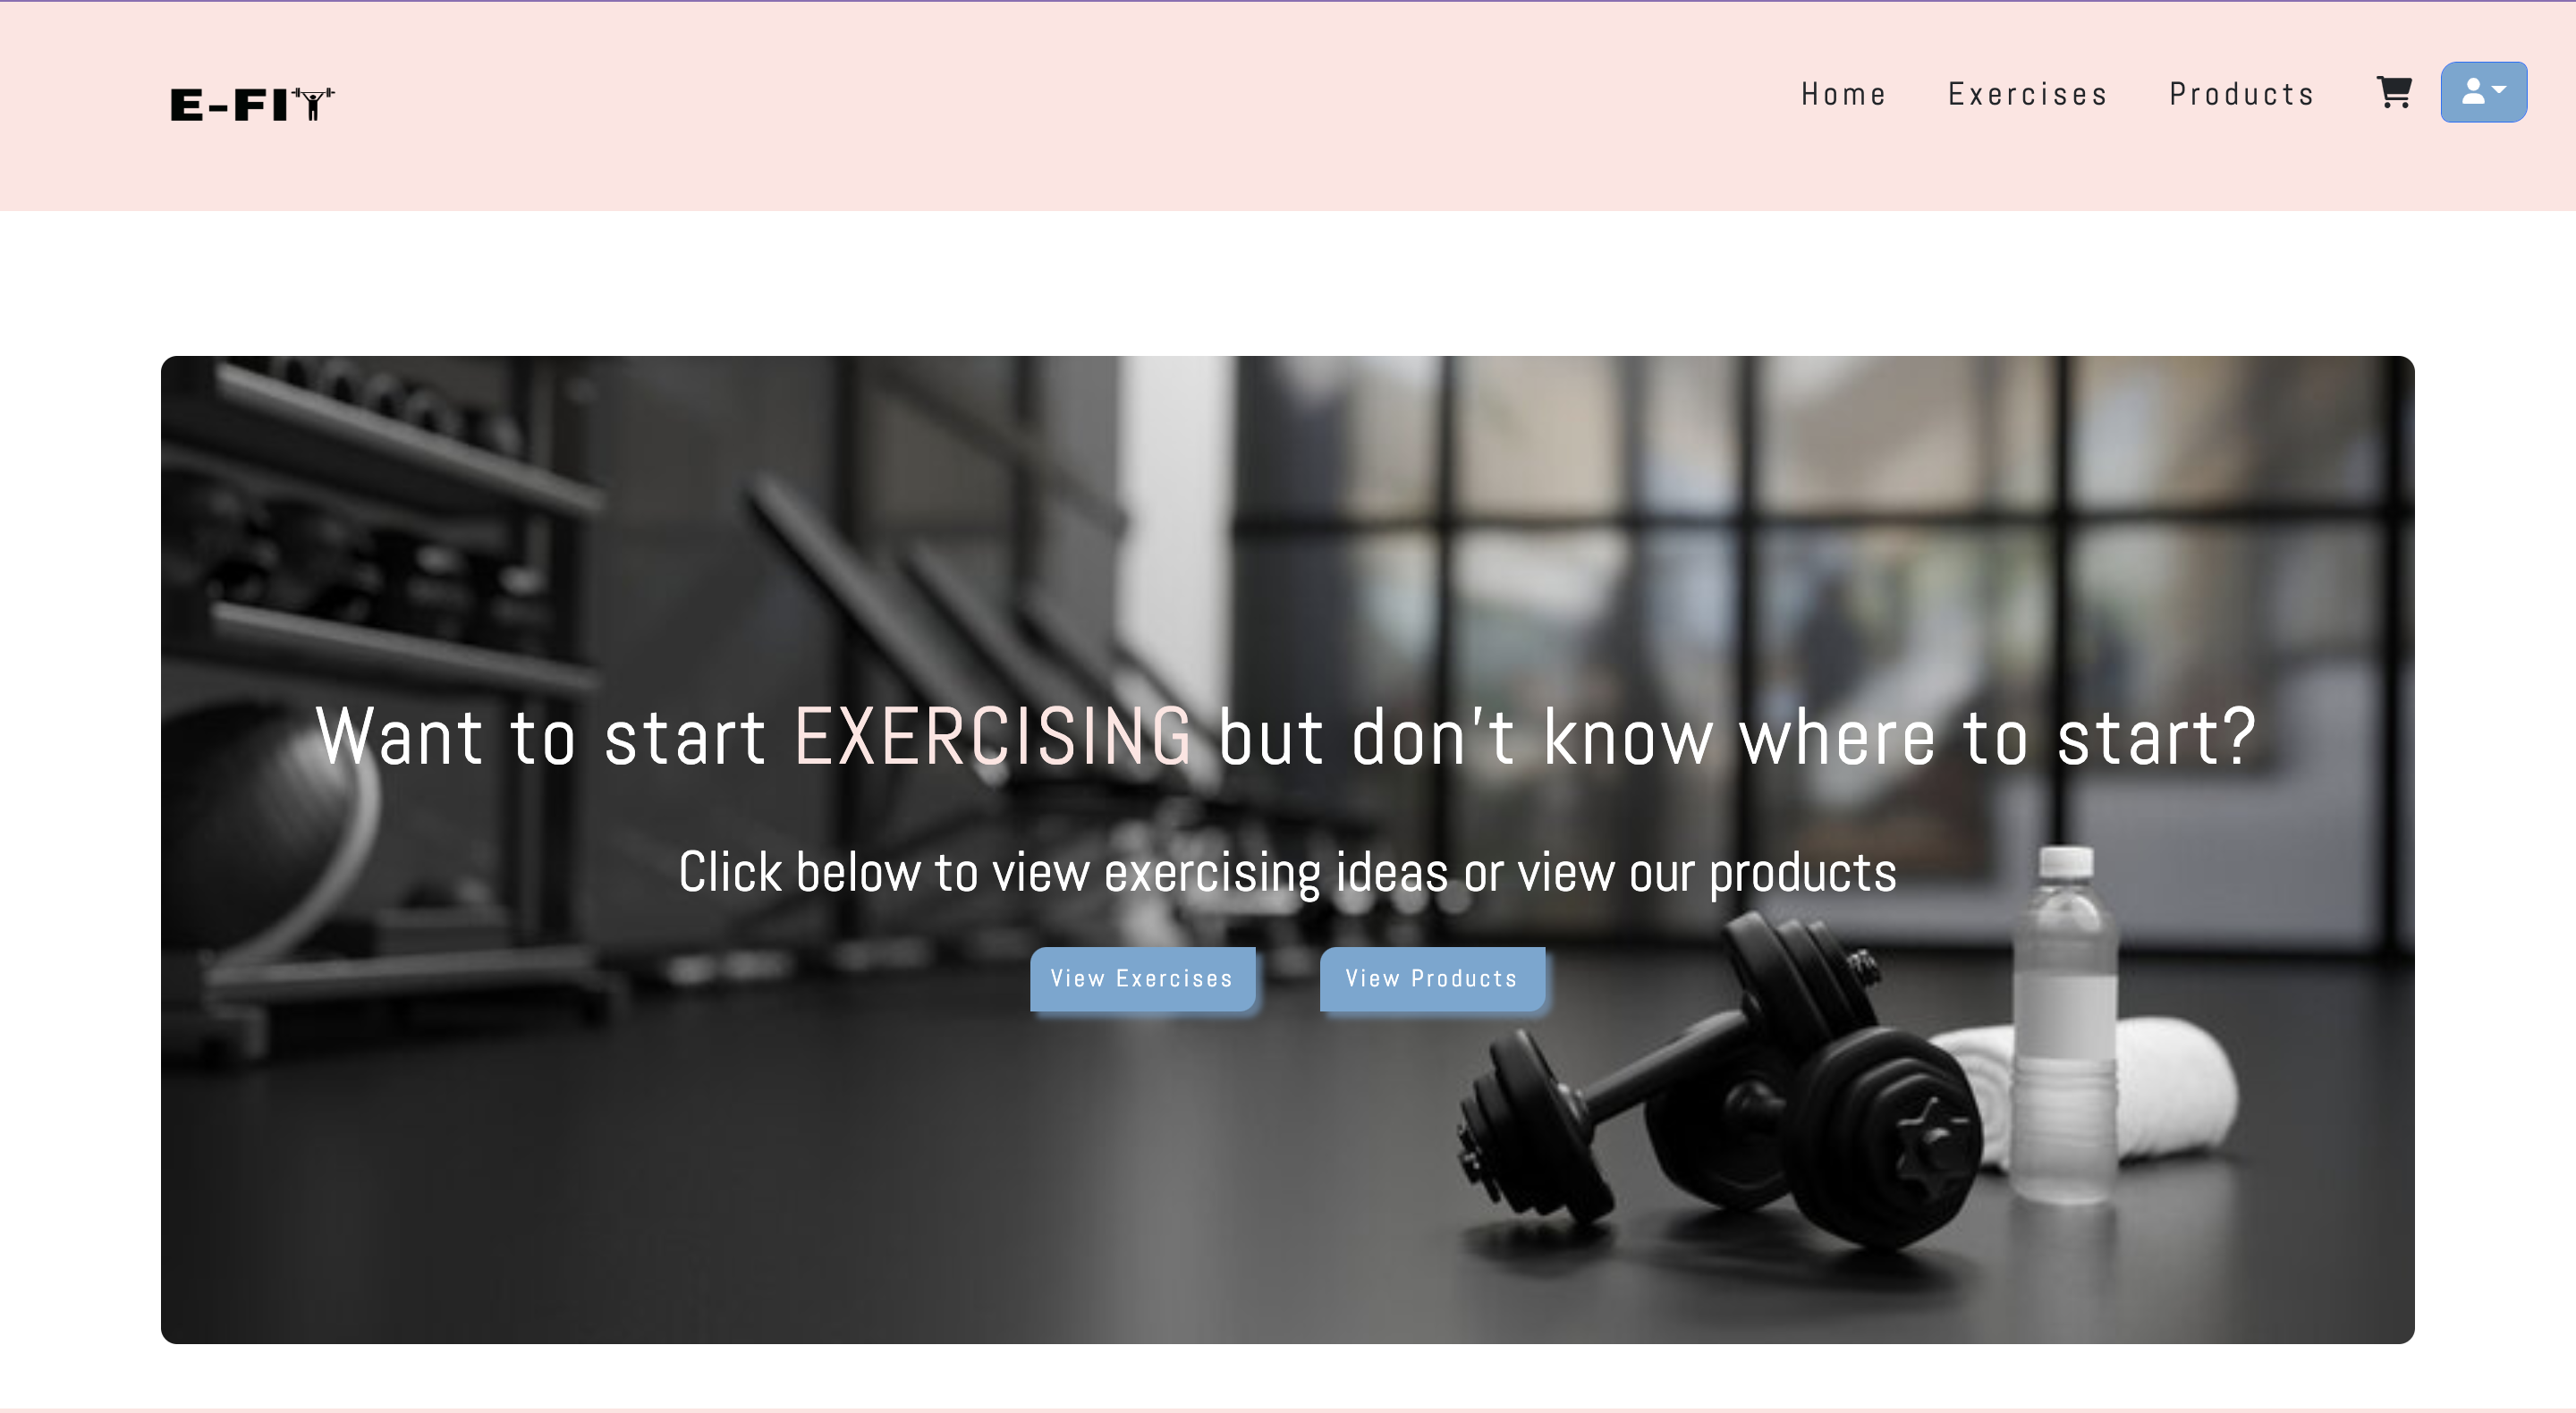 E-FIT
Home Exercises Products
Want to start EXERCISING but don't know where to start?
Click below to view exercising ideas or view our products
View Exercises View Products